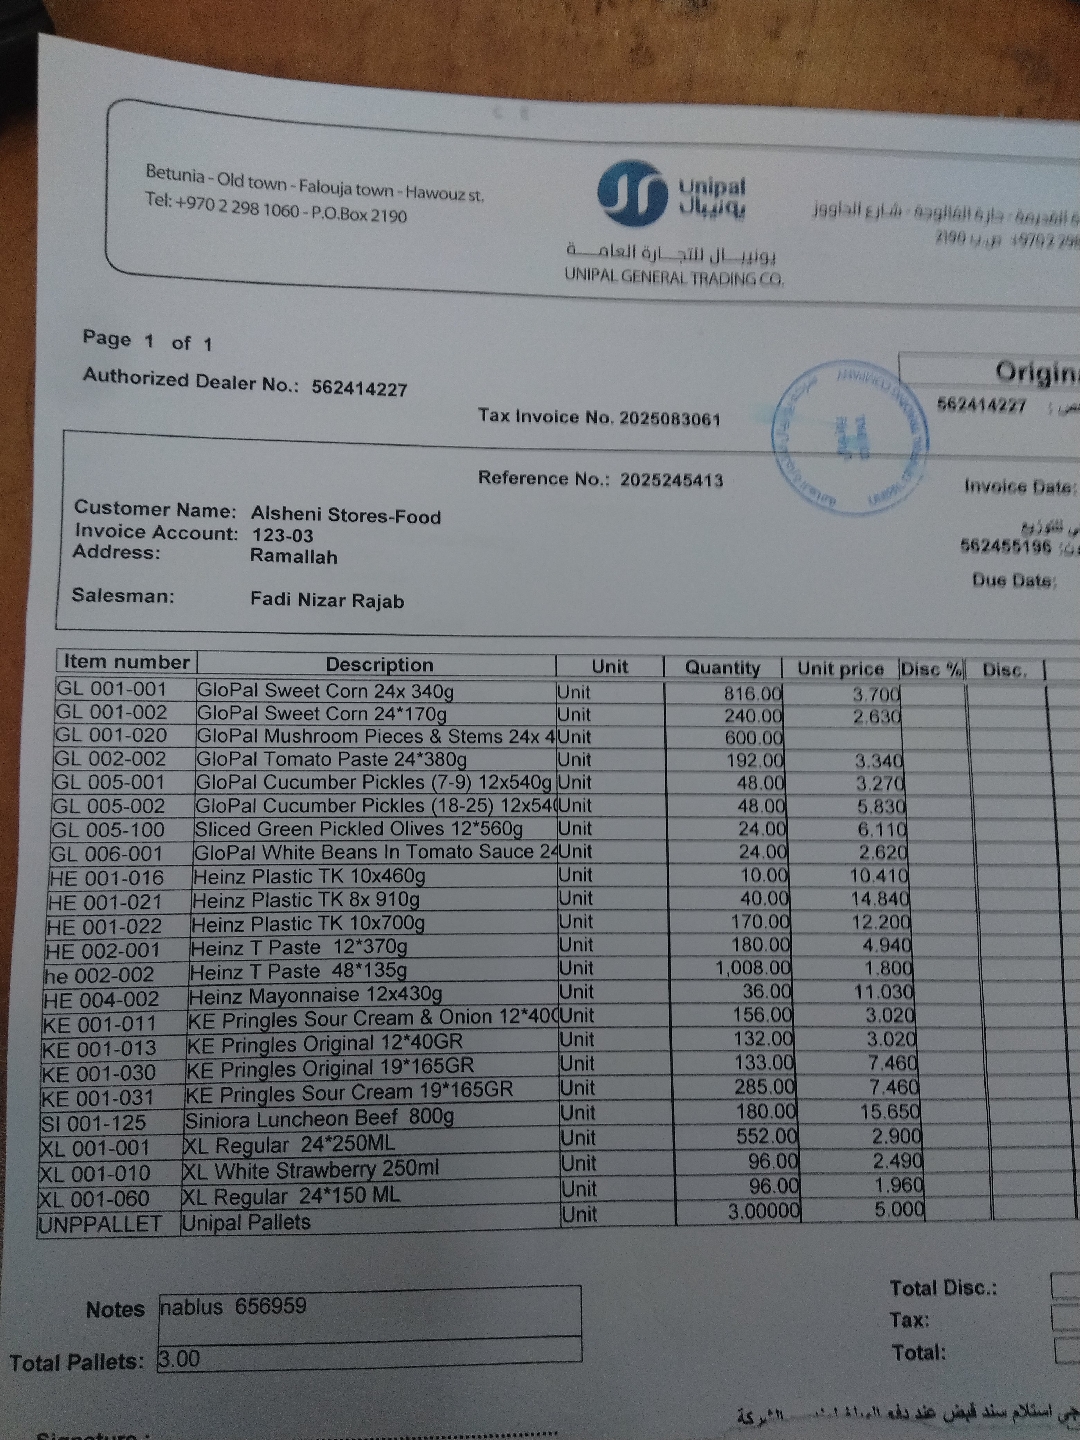 Betunia - Old town - Falouja town - Hawouz st.
Tel: +970 2 298 1060 - P.O.Box 2190
Unipal
يونيبال
يونيبال للتجارة العامة
UNIPAL GENERAL TRADING CO.
شارع الحاووز
2190
Page 1 of 1
Authorized Dealer No.: 562414227
Origin
562414227
Tax Invoice No. 2025083061
Reference No.: 2025245413
Invoice Date:
Customer Name: Alsheni Stores-Food
Invoice Account: 123-03
562455196
Address: Ramallah
Due Date:
Salesman: Fadi Nizar Rajab
Item number Description Unit Quantity Unit price Disc % Disc.
GL 001-001 GloPal Sweet Corn 24x 340g Unit 816.00 3.700
GL 001-002 GloPal Sweet Corn 24*170g Unit 240.00 2.630
GL 001-020 GloPal Mushroom Pieces & Stems 24x 4 Unit 600.00
GL 002-002 GloPal Tomato Paste 24*380g Unit 192.00 3.340
GL 005-001 GloPal Cucumber Pickles (7-9) 12x540g Unit 48.00 3.270
GL 005-002 GloPal Cucumber Pickles (18-25) 12x540 Unit 48.00 5.830
GL 005-100 Sliced Green Pickled Olives 12*560g Unit 24.00 6.110
GL 006-001 GloPal White Beans In Tomato Sauce 24 Unit 24.00 2.620
HE 001-016 Heinz Plastic TK 10x460g Unit 10.00 10.410
HE 001-021 Heinz Plastic TK 8x 910g Unit 40.00 14.840
HE 001-022 Heinz Plastic TK 10x700g Unit 170.00 12.200
HE 002-001 Heinz T Paste 12*370g Unit 180.00 4.940
he 002-002 Heinz T Paste 48*135g Unit 1,008.00 1.800
HE 004-002 Heinz Mayonnaise 12x430g Unit 36.00 11.030
KE 001-011 KE Pringles Sour Cream & Onion 12*40G Unit 156.00 3.020
KE 001-013 KE Pringles Original 12*40GR Unit 132.00 3.020
KE 001-030 KE Pringles Original 19*165GR Unit 133.00 7.460
KE 001-031 KE Pringles Sour Cream 19*165GR Unit 285.00 7.460
SI 001-125 Siniora Luncheon Beef 800g Unit 180.00 15.650
XL 001-001 XL Regular 24*250ML Unit 552.00 2.900
XL 001-010 XL White Strawberry 250ml Unit 96.00 2.490
XL 001-060 XL Regular 24*150 ML Unit 96.00 1.960
UNPPALLET Unipal Pallets Unit 3.00000 5.000
Notes nablus 656959
Total Disc.:
Tax:
Total Pallets: 3.00
Total:
استلام سند قبض عند دفع
Signature :